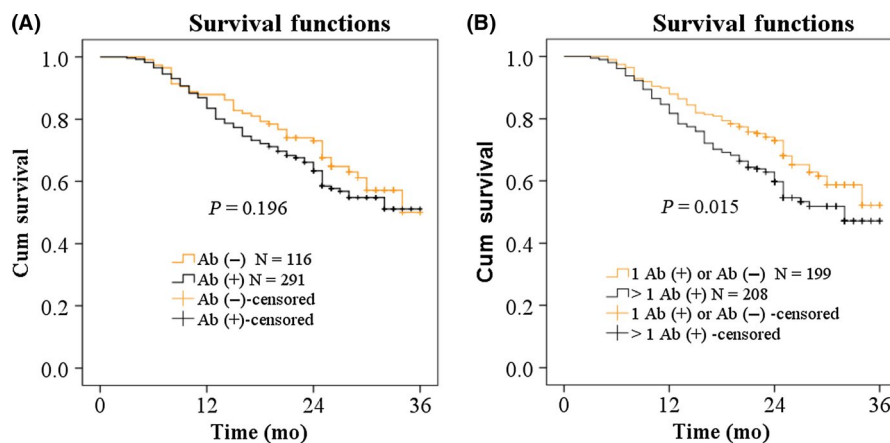 (A)
Survival functions
Cum survival
1.0
0.8
0.6
0.4
0.2
0.0
P = 0.196
Ab (−) N = 116
Ab (+) N = 291
Ab (−)-censored
Ab (+)-censored
0
12
24
36
Time (mo)
(B)
Survival functions
Cum survival
1.0
0.8
0.6
0.4
0.2
0.0
P = 0.015
1 Ab (+) or Ab (−) N = 199
> 1 Ab (+) N = 208
1 Ab (+) or Ab (−) -censored
> 1 Ab (+) -censored
0
12
24
36
Time (mo)